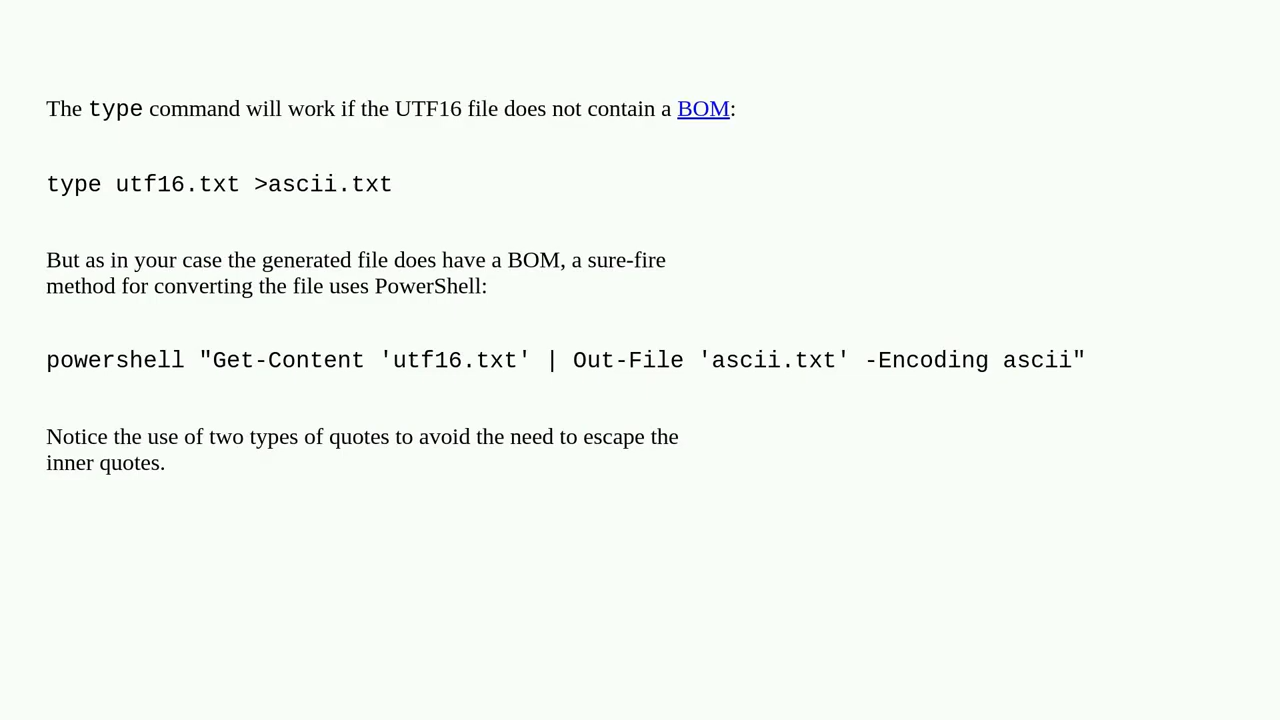 The type command will work if the UTF16 file does not contain a BOM:
type utf16.txt >ascii.txt
But as in your case the generated file does have a BOM, a sure-fire
method for converting the file uses PowerShell:
powershell "Get-Content 'utf16.txt' | Out-File 'ascii.txt' -Encoding ascii"
Notice the use of two types of quotes to avoid the need to escape the
inner quotes.